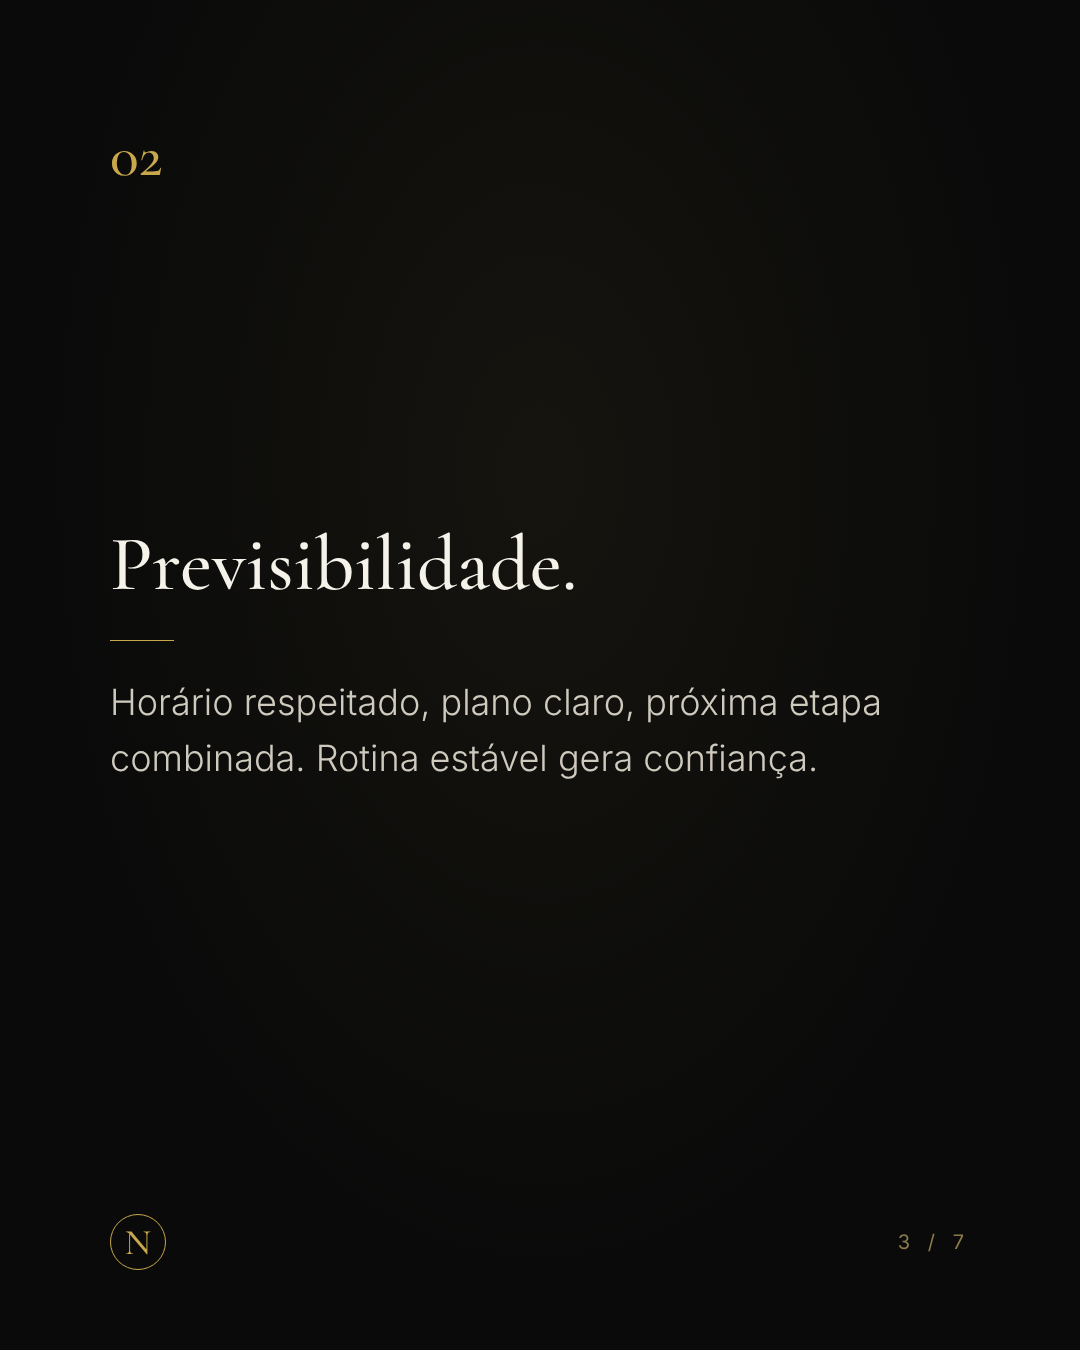 02
Previsibilidade.
Horário respeitado, plano claro, próxima etapa
combinada. Rotina estável gera confiança.
N
3 / 7